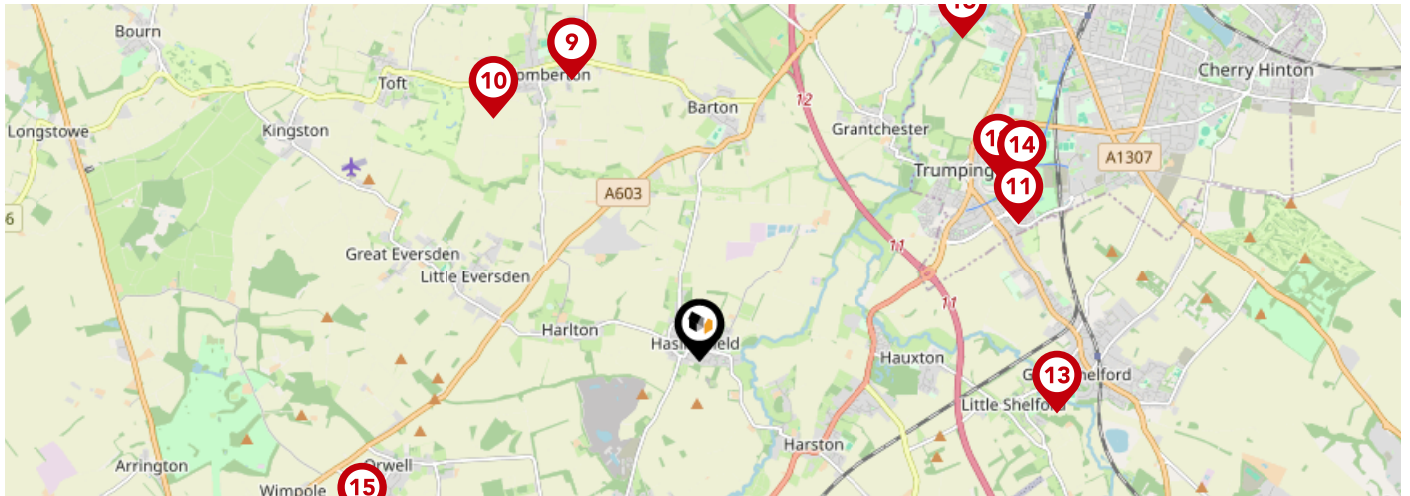 Bourn
9
10
Toft
Cherry Hinton
Longstowe
Kingston
Barton
12
Grantchester
14
A1307
Trumping
11
A603
6
Great Eversden
Little Eversden
11
11
Harlton
Hauxton
13
Little Shelford
Harston
Arrington
Orwell
Wimpole
15